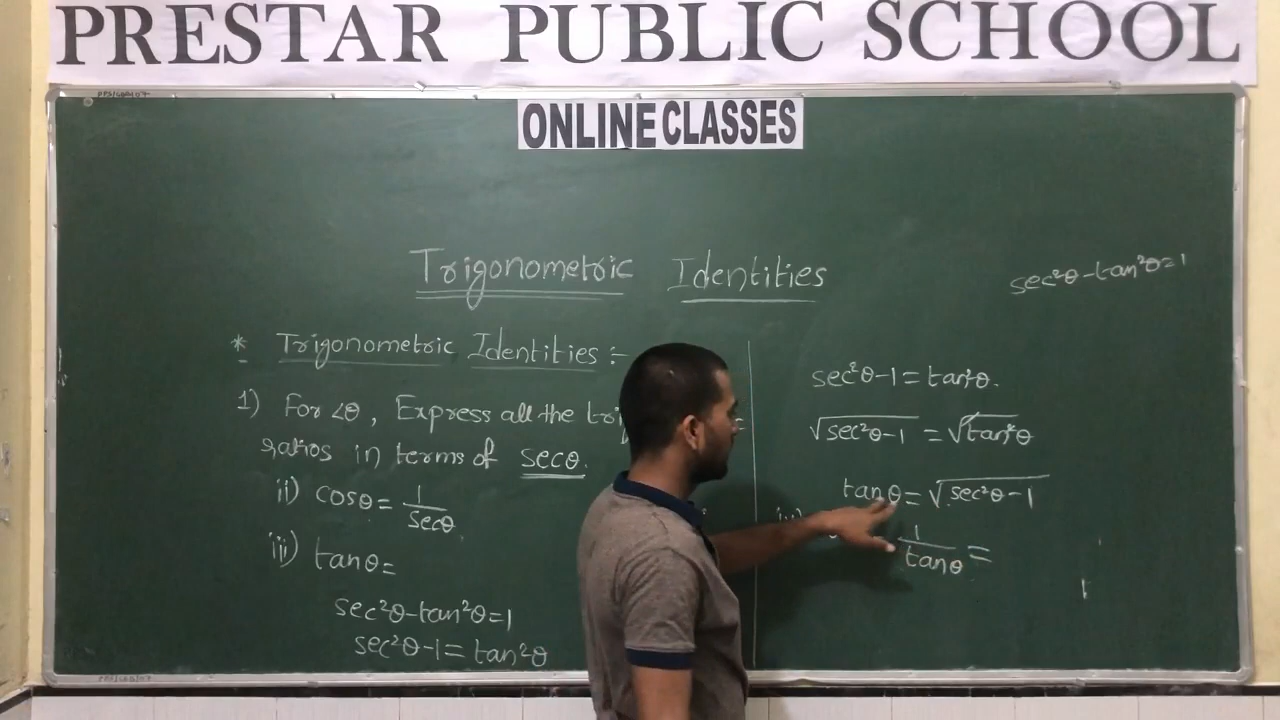 PRESTAR PUBLIC SCHOOL
ONLINE CLASSES
Trigonometric Identities
sec²θ-tan²θ=1
* Trigonometric Identities :-
1) For ∠θ, Express all the
ratios in terms of secθ.
ii) cosθ = 1/secθ
iii) tanθ=
sec²θ-tan²θ=1
sec²θ-1= tan²θ
sec²θ-1=tan²θ.
√sec²θ-1 = √tan²θ
tanθ=√sec²θ-1
1/tanθ =